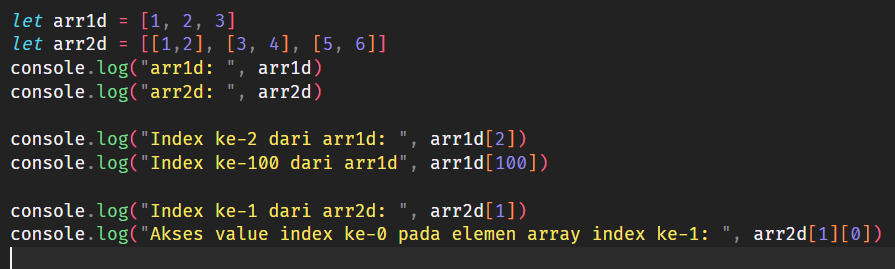 let arr1d = [1, 2, 3]
let arr2d = [[1,2], [3, 4], [5, 6]]
console.log("arr1d: ", arr1d)
console.log("arr2d: ", arr2d)
console.log("Index ke-2 dari arr1d: ", arr1d[2])
console.log("Index ke-100 dari arr1d", arr1d[100])
console.log("Index ke-1 dari arr2d: ", arr2d[1])
console.log("Akses value index ke-0 pada elemen array index ke-1: ", arr2d[1][0])